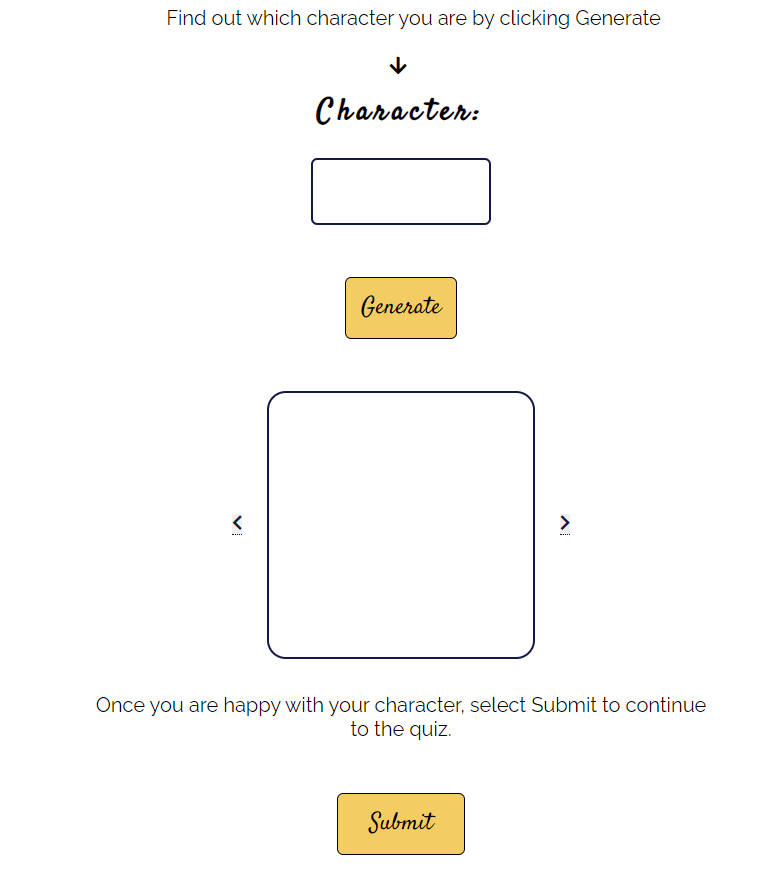 Find out which character you are by clicking Generate
Character:
Generate
Once you are happy with your character, select Submit to continue
to the quiz.
Submit